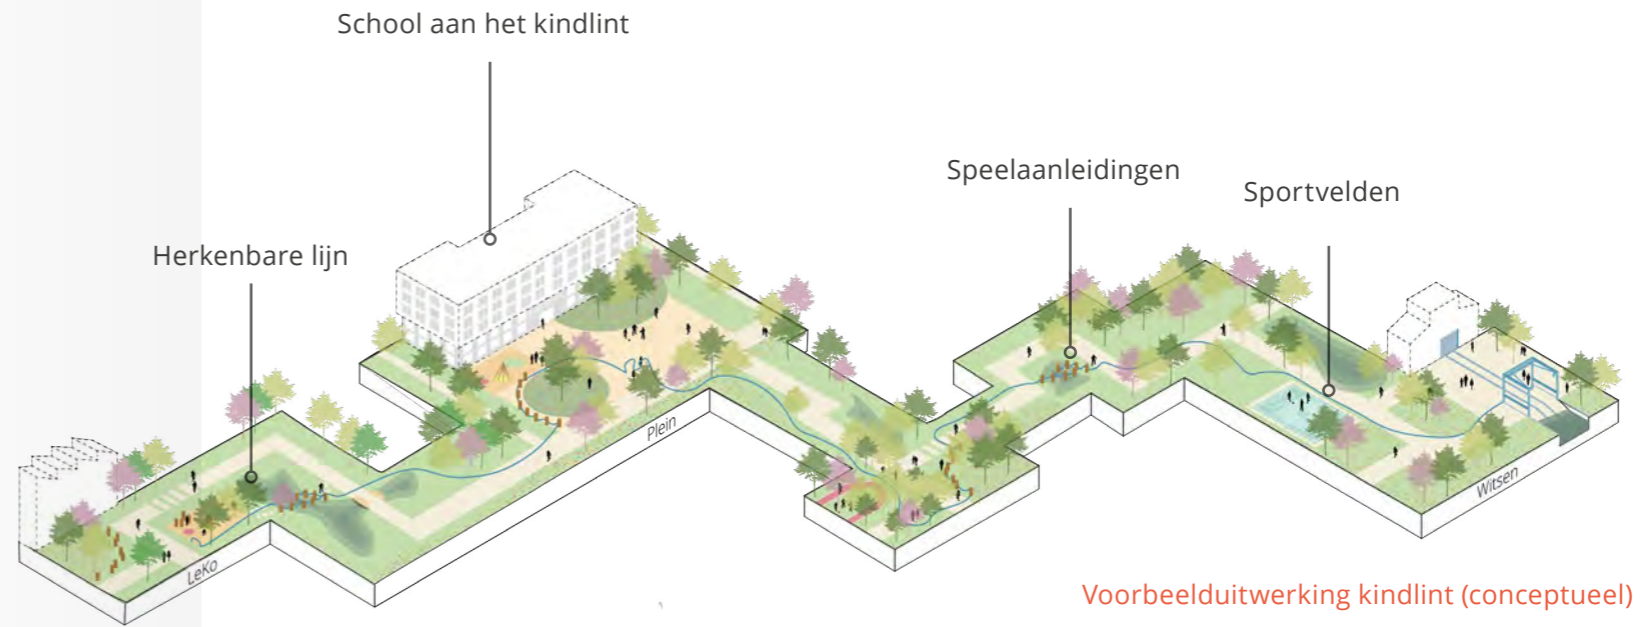 School aan het kindlint
Speelaanleidingen
Sportvelden
Herkenbare lijn
Plein
Witsen
LeKo
Voorbeelduitwerking kindlint (conceptueel)